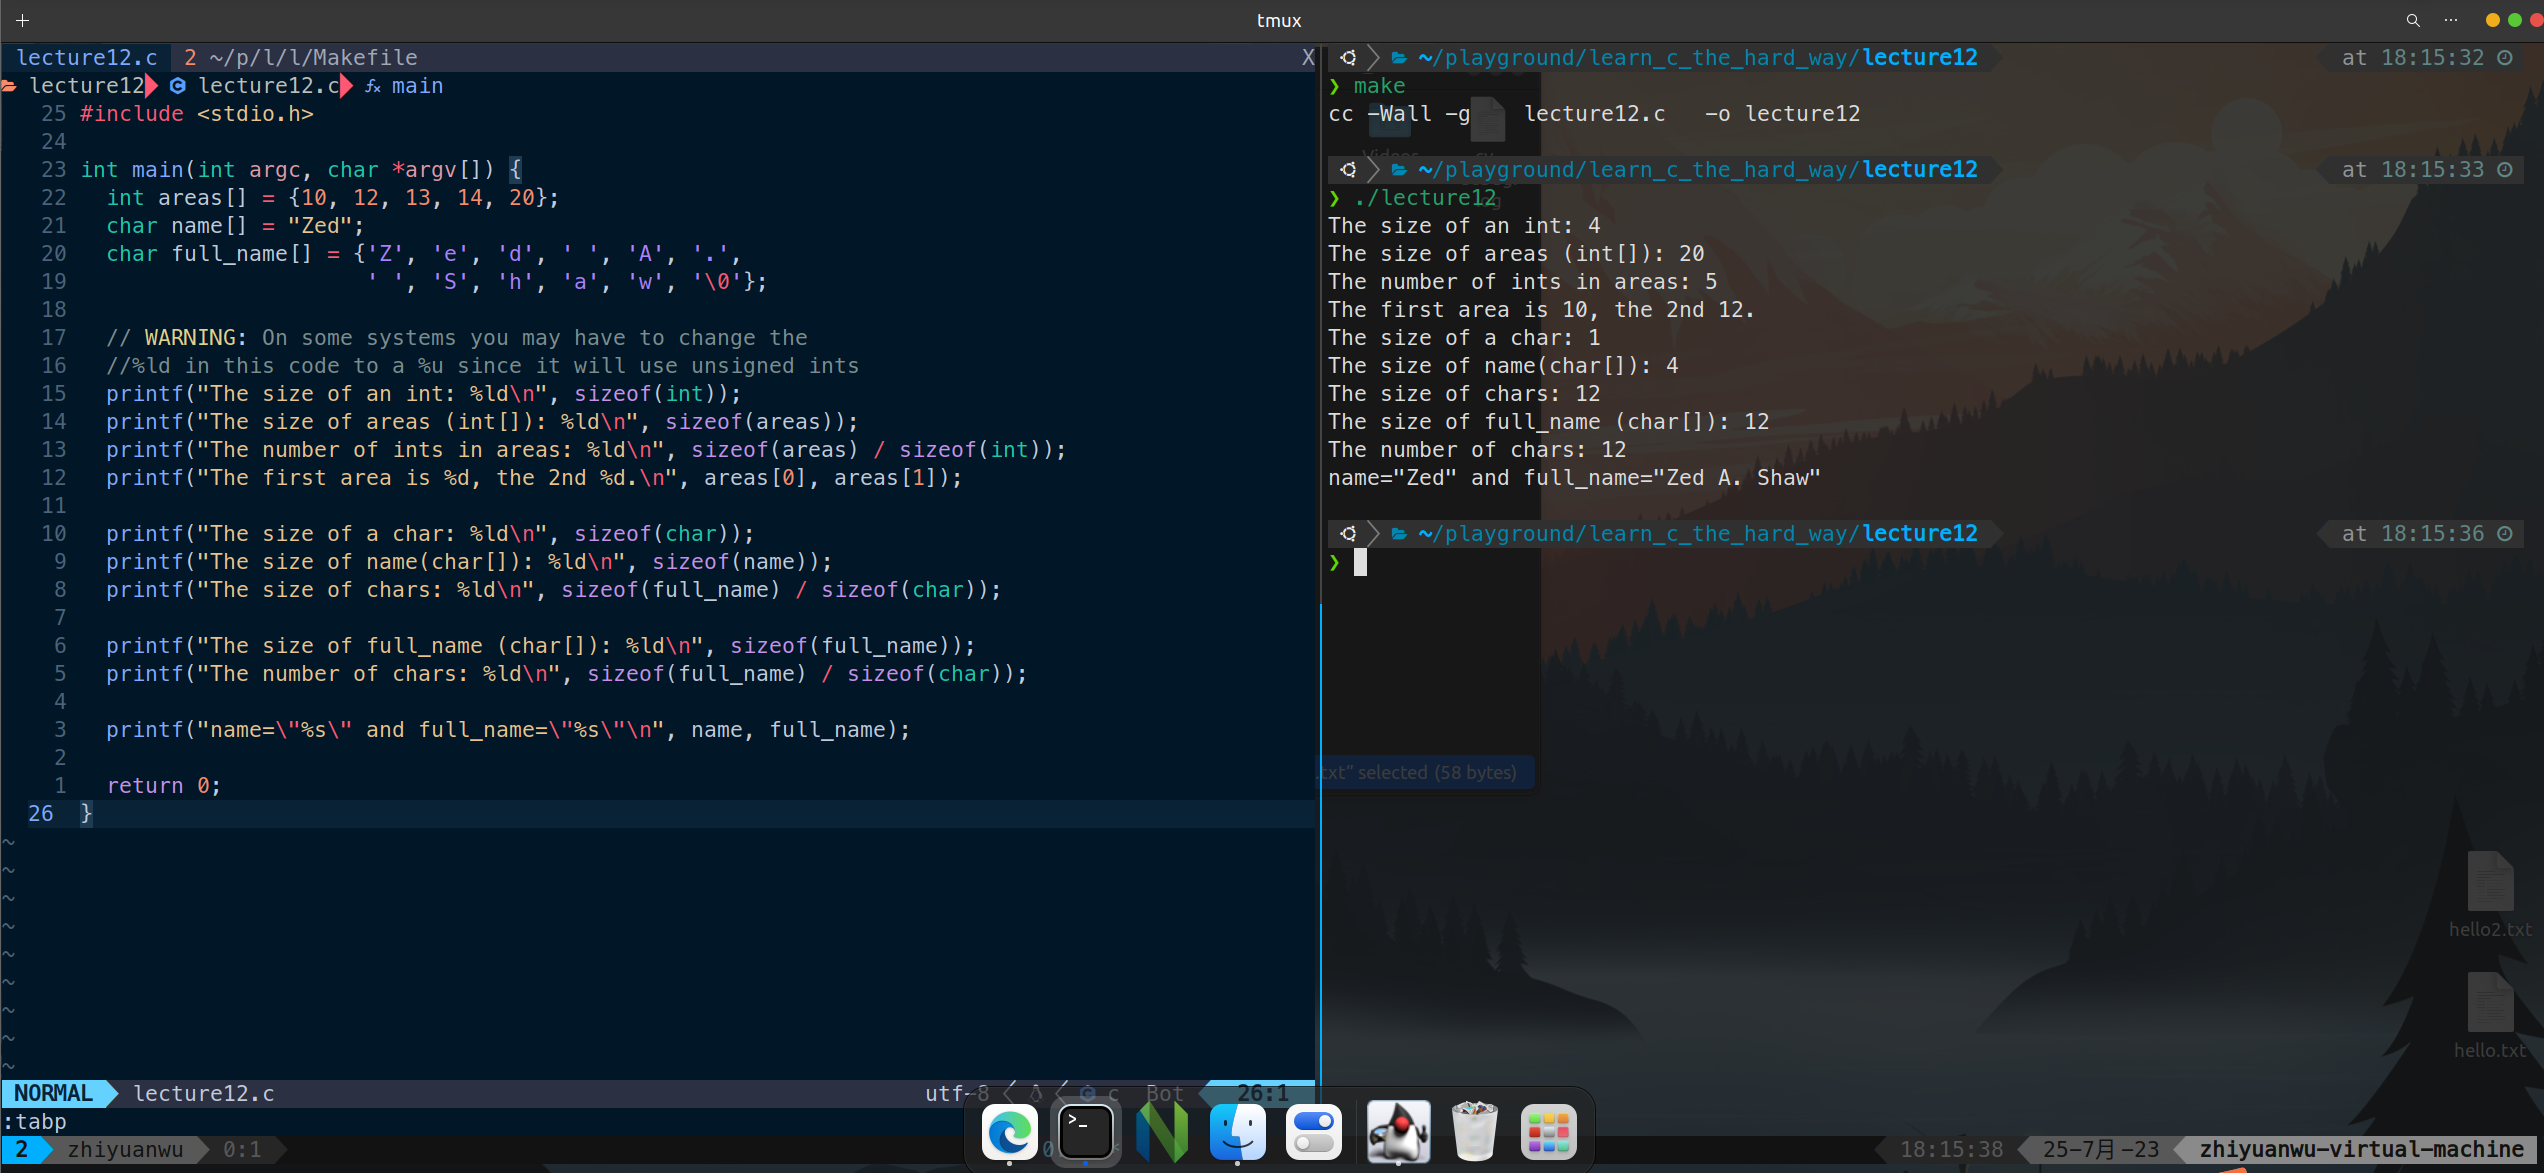 tmux
lecture12.c 2 ~/p/l/l/Makefile X
lecture12 lecture12.c main
25 #include <stdio.h>
24
23 int main(int argc, char *argv[]) {
22 int areas[] = {10, 12, 13, 14, 20};
21 char name[] = "Zed";
20 char full_name[] = {'Z', 'e', 'd', ' ', 'A', '.',
19 ' ', 'S', 'h', 'a', 'w', '\0'};
18
17 // WARNING: On some systems you may have to change the
16 //%ld in this code to a %u since it will use unsigned ints
15 printf("The size of an int: %ld\n", sizeof(int));
14 printf("The size of areas (int[]): %ld\n", sizeof(areas));
13 printf("The number of ints in areas: %ld\n", sizeof(areas) / sizeof(int));
12 printf("The first area is %d, the 2nd %d.\n", areas[0], areas[1]);
11
10 printf("The size of a char: %ld\n", sizeof(char));
9 printf("The size of name(char[]): %ld\n", sizeof(name));
8 printf("The size of chars: %ld\n", sizeof(full_name) / sizeof(char));
7
6 printf("The size of full_name (char[]): %ld\n", sizeof(full_name));
5 printf("The number of chars: %ld\n", sizeof(full_name) / sizeof(char));
4
3 printf("name=\"%s\" and full_name=\"%s\"\n", name, full_name);
2
1 return 0;
26 }
~
~
~
~
~
~
~
~
~
NORMAL lecture12.c utf-8 c Bot 26:1
:tabp
2 zhiyuanwu 0:1
~/playground/learn_c_the_hard_way/lecture12 at 18:15:32
❯ make
cc -Wall -g lecture12.c -o lecture12
Videos
~/playground/learn_c_the_hard_way/lecture12 at 18:15:33
❯ ./lecture12
The size of an int: 4
The size of areas (int[]): 20
The number of ints in areas: 5
The first area is 10, the 2nd 12.
The size of a char: 1
The size of name(char[]): 4
The size of chars: 12
The size of full_name (char[]): 12
The number of chars: 12
name="Zed" and full_name="Zed A. Shaw"
~/playground/learn_c_the_hard_way/lecture12 at 18:15:36
❯
.txt” selected (58 bytes)
hello2.txt
hello.txt
18:15:38 25-7月-23 zhiyuanwu-virtual-machine